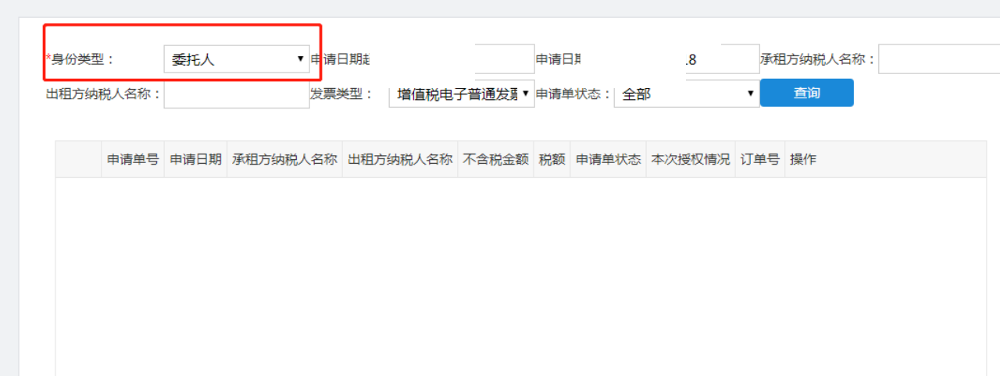 *身份类型： 委托人 申请日期起 申请日期 18 承租方纳税人名称：
出租方纳税人名称： 发票类型： 增值税电子普通发票 申请单状态： 全部 查询
申请单号 申请日期 承租方纳税人名称 出租方纳税人名称 不含税金额 税额 申请单状态 本次授权情况 订单号 操作